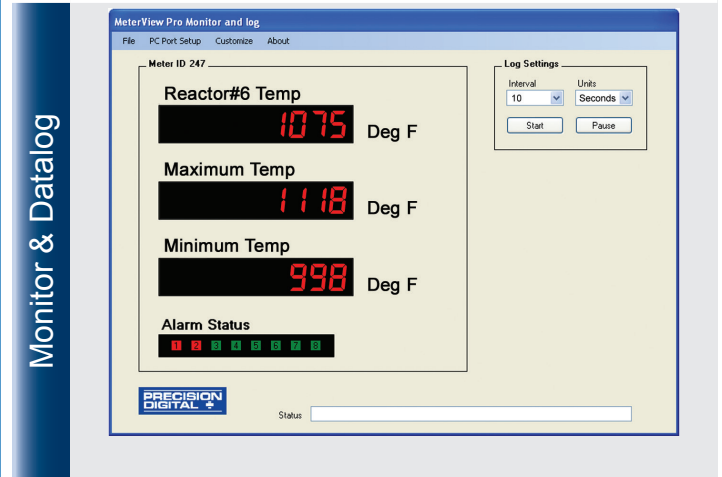 Monitor & Datalog
MeterView Pro Monitor and log
File PC Port Setup Customize About
Meter ID 247
Reactor#6 Temp
1075 Deg F
Maximum Temp
1118 Deg F
Minimum Temp
998 Deg F
Alarm Status
1 2 3 4 5 6 7 8
Log Settings
Interval Units
10 Seconds
Start Pause
PRECISION
DIGITAL
Status